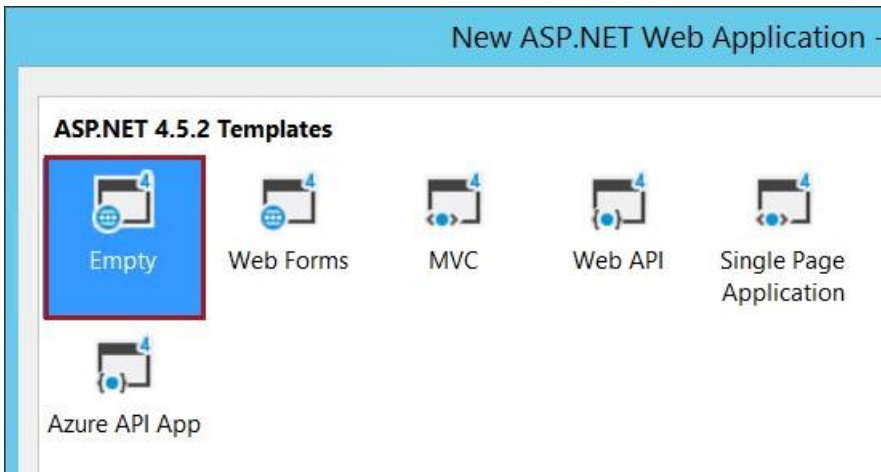 New ASP.NET Web Application -
ASP.NET 4.5.2 Templates
4 4 4 4 4
Empty Web Forms MVC Web API Single Page
Application
4
Azure API App